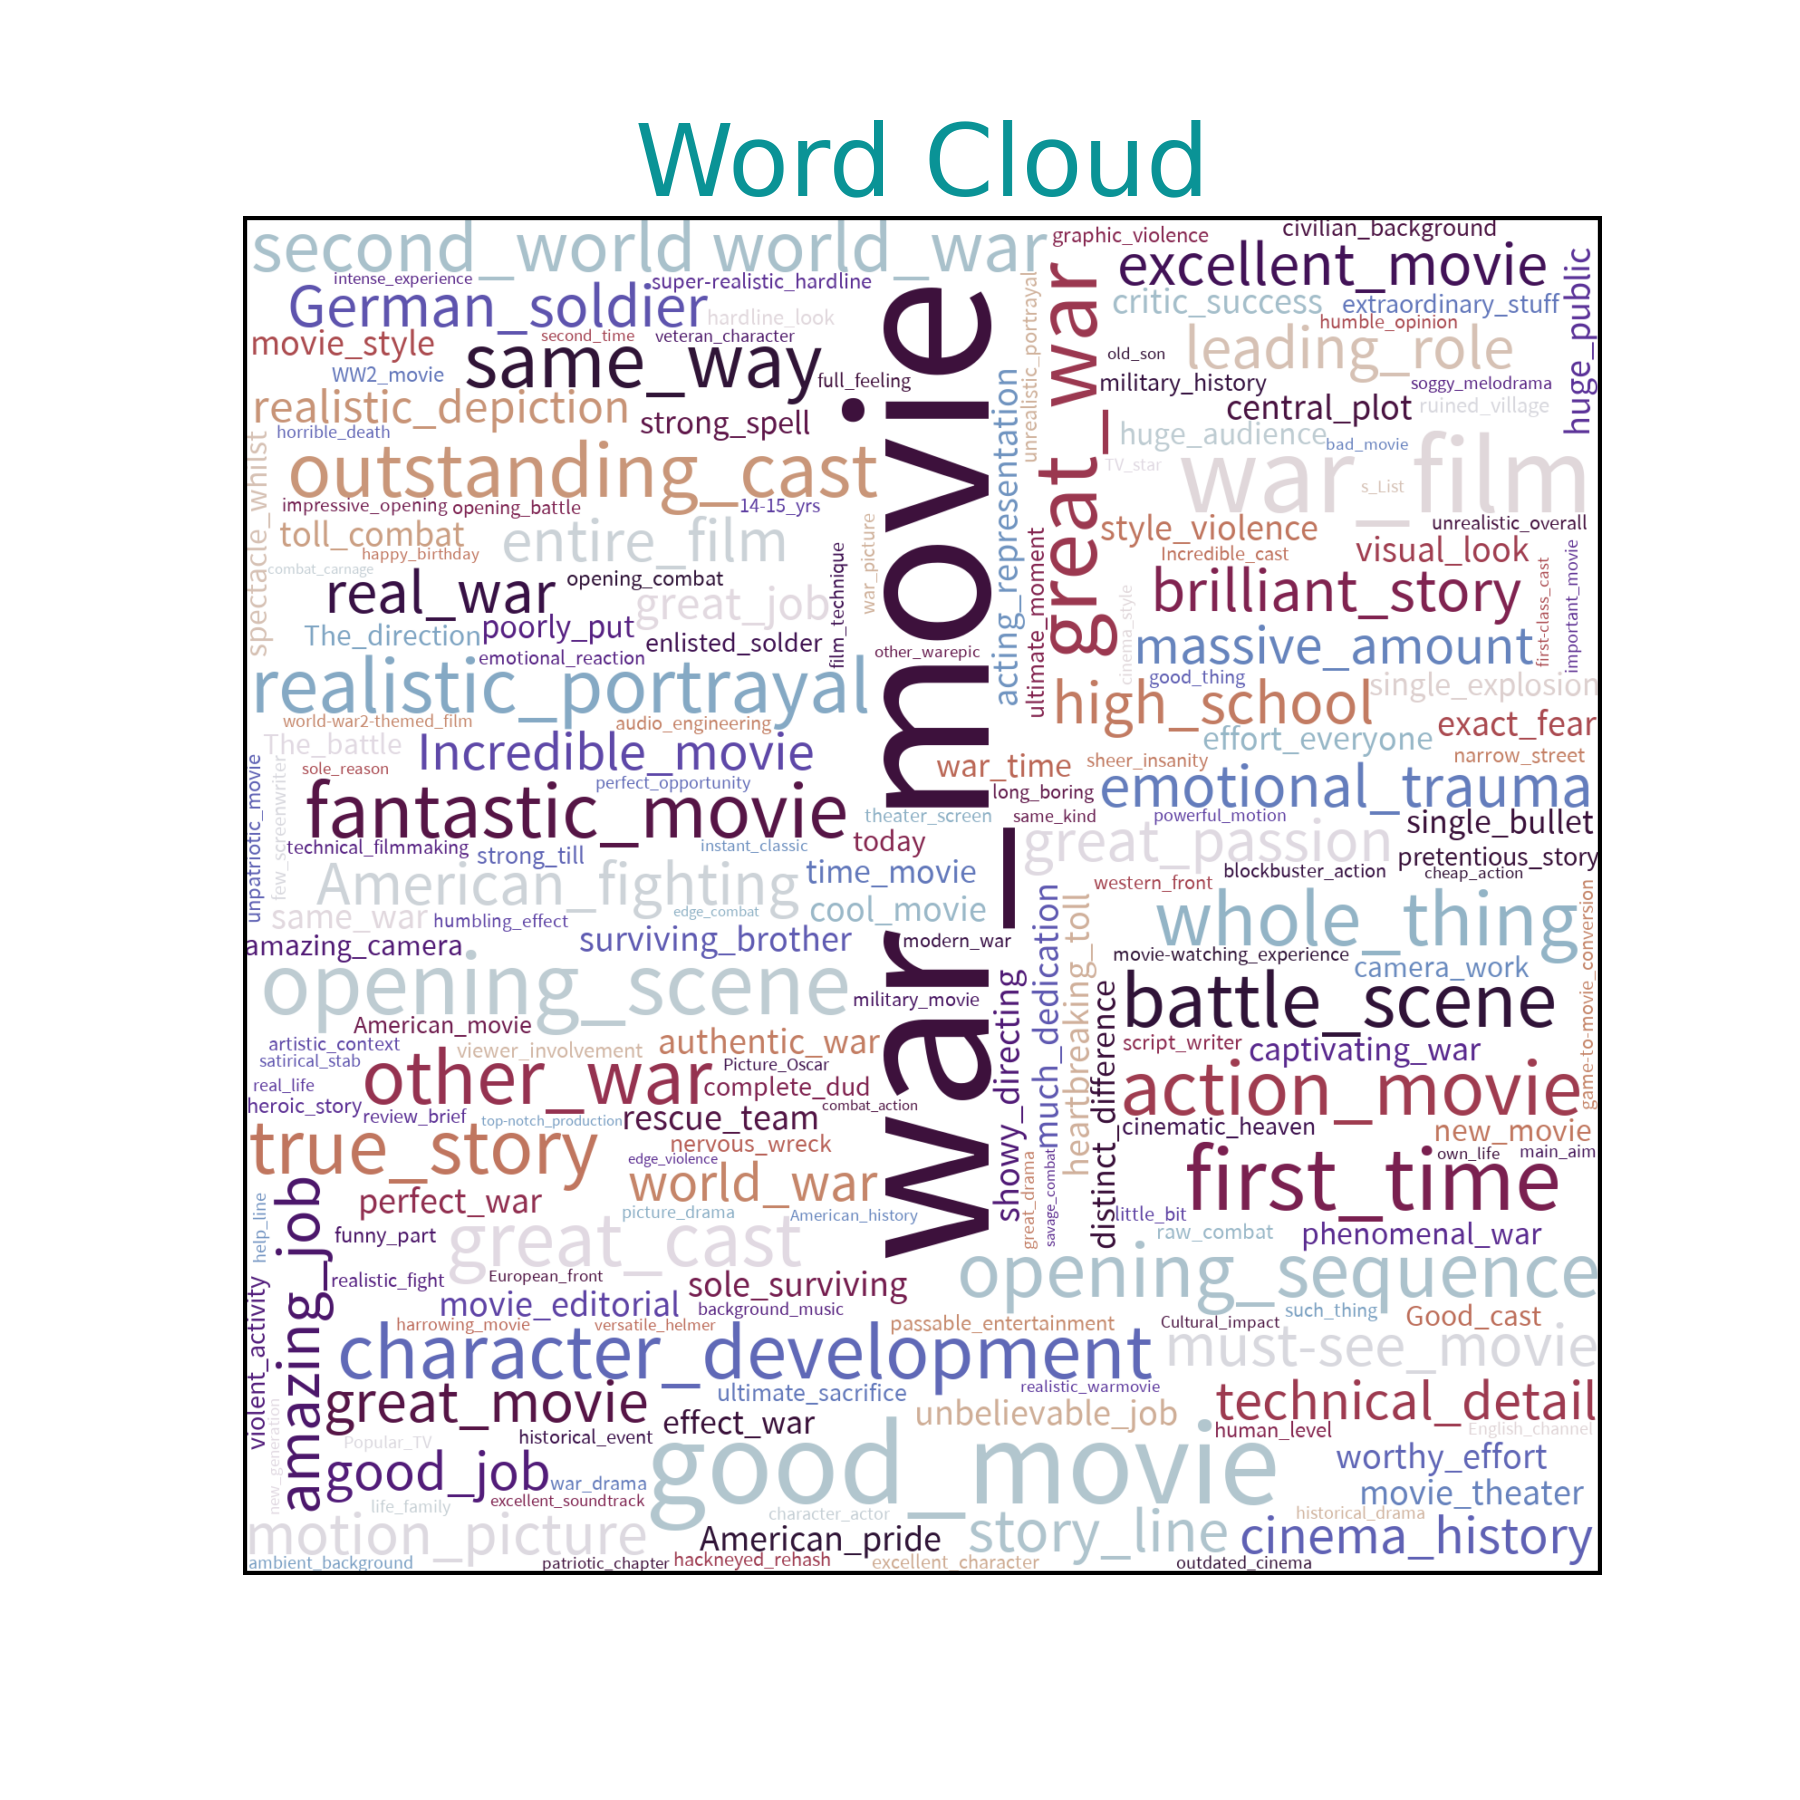 Word Cloud
second_world world_war graphic_violence civilian_background
intense_experience super-realistic_hardline excellent_movie huge_public
German_soldier hardline_look critic_success extraordinary_stuff
movie_style second_time veteran_character humble_opinion
WW2_movie same_way full_feeling old_son leading_role
military_history soggy_melodrama
realistic_depiction strong_spell central_plot ruined_village
horrible_death huge_audience bad_movie
spectacle_whilst outstanding_cast TV_star war_film s_List
impressive_opening opening_battle 14-15_yrs
unrealistic_portrayal acting_representation great_war
toll_combat entire_film war_picture style_violence unrealistic_overall
happy_birthday Incredible_cast visual_look
combat_carnage opening_combat film_technique ultimate_moment
real_war great_job brilliant_story first-class_cast important_movie
The_direction poorly_put enlisted_solder cinema_style
emotional_reaction other_warepic massive_amount
realistic_portrayal good_thing single_explosion
world-war2-themed_film audio_engineering high_school exact_fear
The_battle Incredible_movie effort_everyone
sole_reason war_time sheer_insanity narrow_street
unpatriotic_movie few_screenwriter perfect_opportunity long_boring emotional_trauma
fantastic_movie theater_screen same_kind powerful_motion single_bullet
technical_filmmaking strong_till instant_classic today great_passion pretentious_story
American_fighting time_movie blockbuster_action cheap_action
western_front
same_war humbling_effect edge_combat cool_movie whole_thing
amazing_camera surviving_brother modern_war movie-watching_experience
opening_scene military_movie camera_work game-to-movie_conversion
war_movie
showy_directing much_dedication heartbreaking_toll distinct_difference battle_scene
American_movie
artistic_context viewer_involvement authentic_war script_writer captivating_war
satirical_stab Picture_Oscar
real_life other_war complete_dud action_movie
heroic_story review_brief top-notch_production rescue_team combat_action cinematic_heaven
true_story nervous_wreck new_movie
edge_violence own_life main_aim
perfect_war world_war great_drama savage_combat first_time
help_line picture_drama American_history little_bit
amazing_job funny_part great_cast raw_combat phenomenal_war
realistic_fight European_front sole_surviving opening_sequence
violent_activity movie_editorial background_music such_thing Good_cast
harrowing_movie versatile_helmer passable_entertainment Cultural_impact
character_development must-see_movie
great_movie ultimate_sacrifice realistic_warmovie technical_detail
new_generation effect_war unbelievable_job human_level English_channel
Popular_TV historical_event
good_job war_drama good_movie worthy_effort
life_family excellent_soundtrack movie_theater
character_actor historical_drama
motion_picture American_pride story_line cinema_history
ambient_background patriotic_chapter hackneyed_rehash excellent_character outdated_cinema